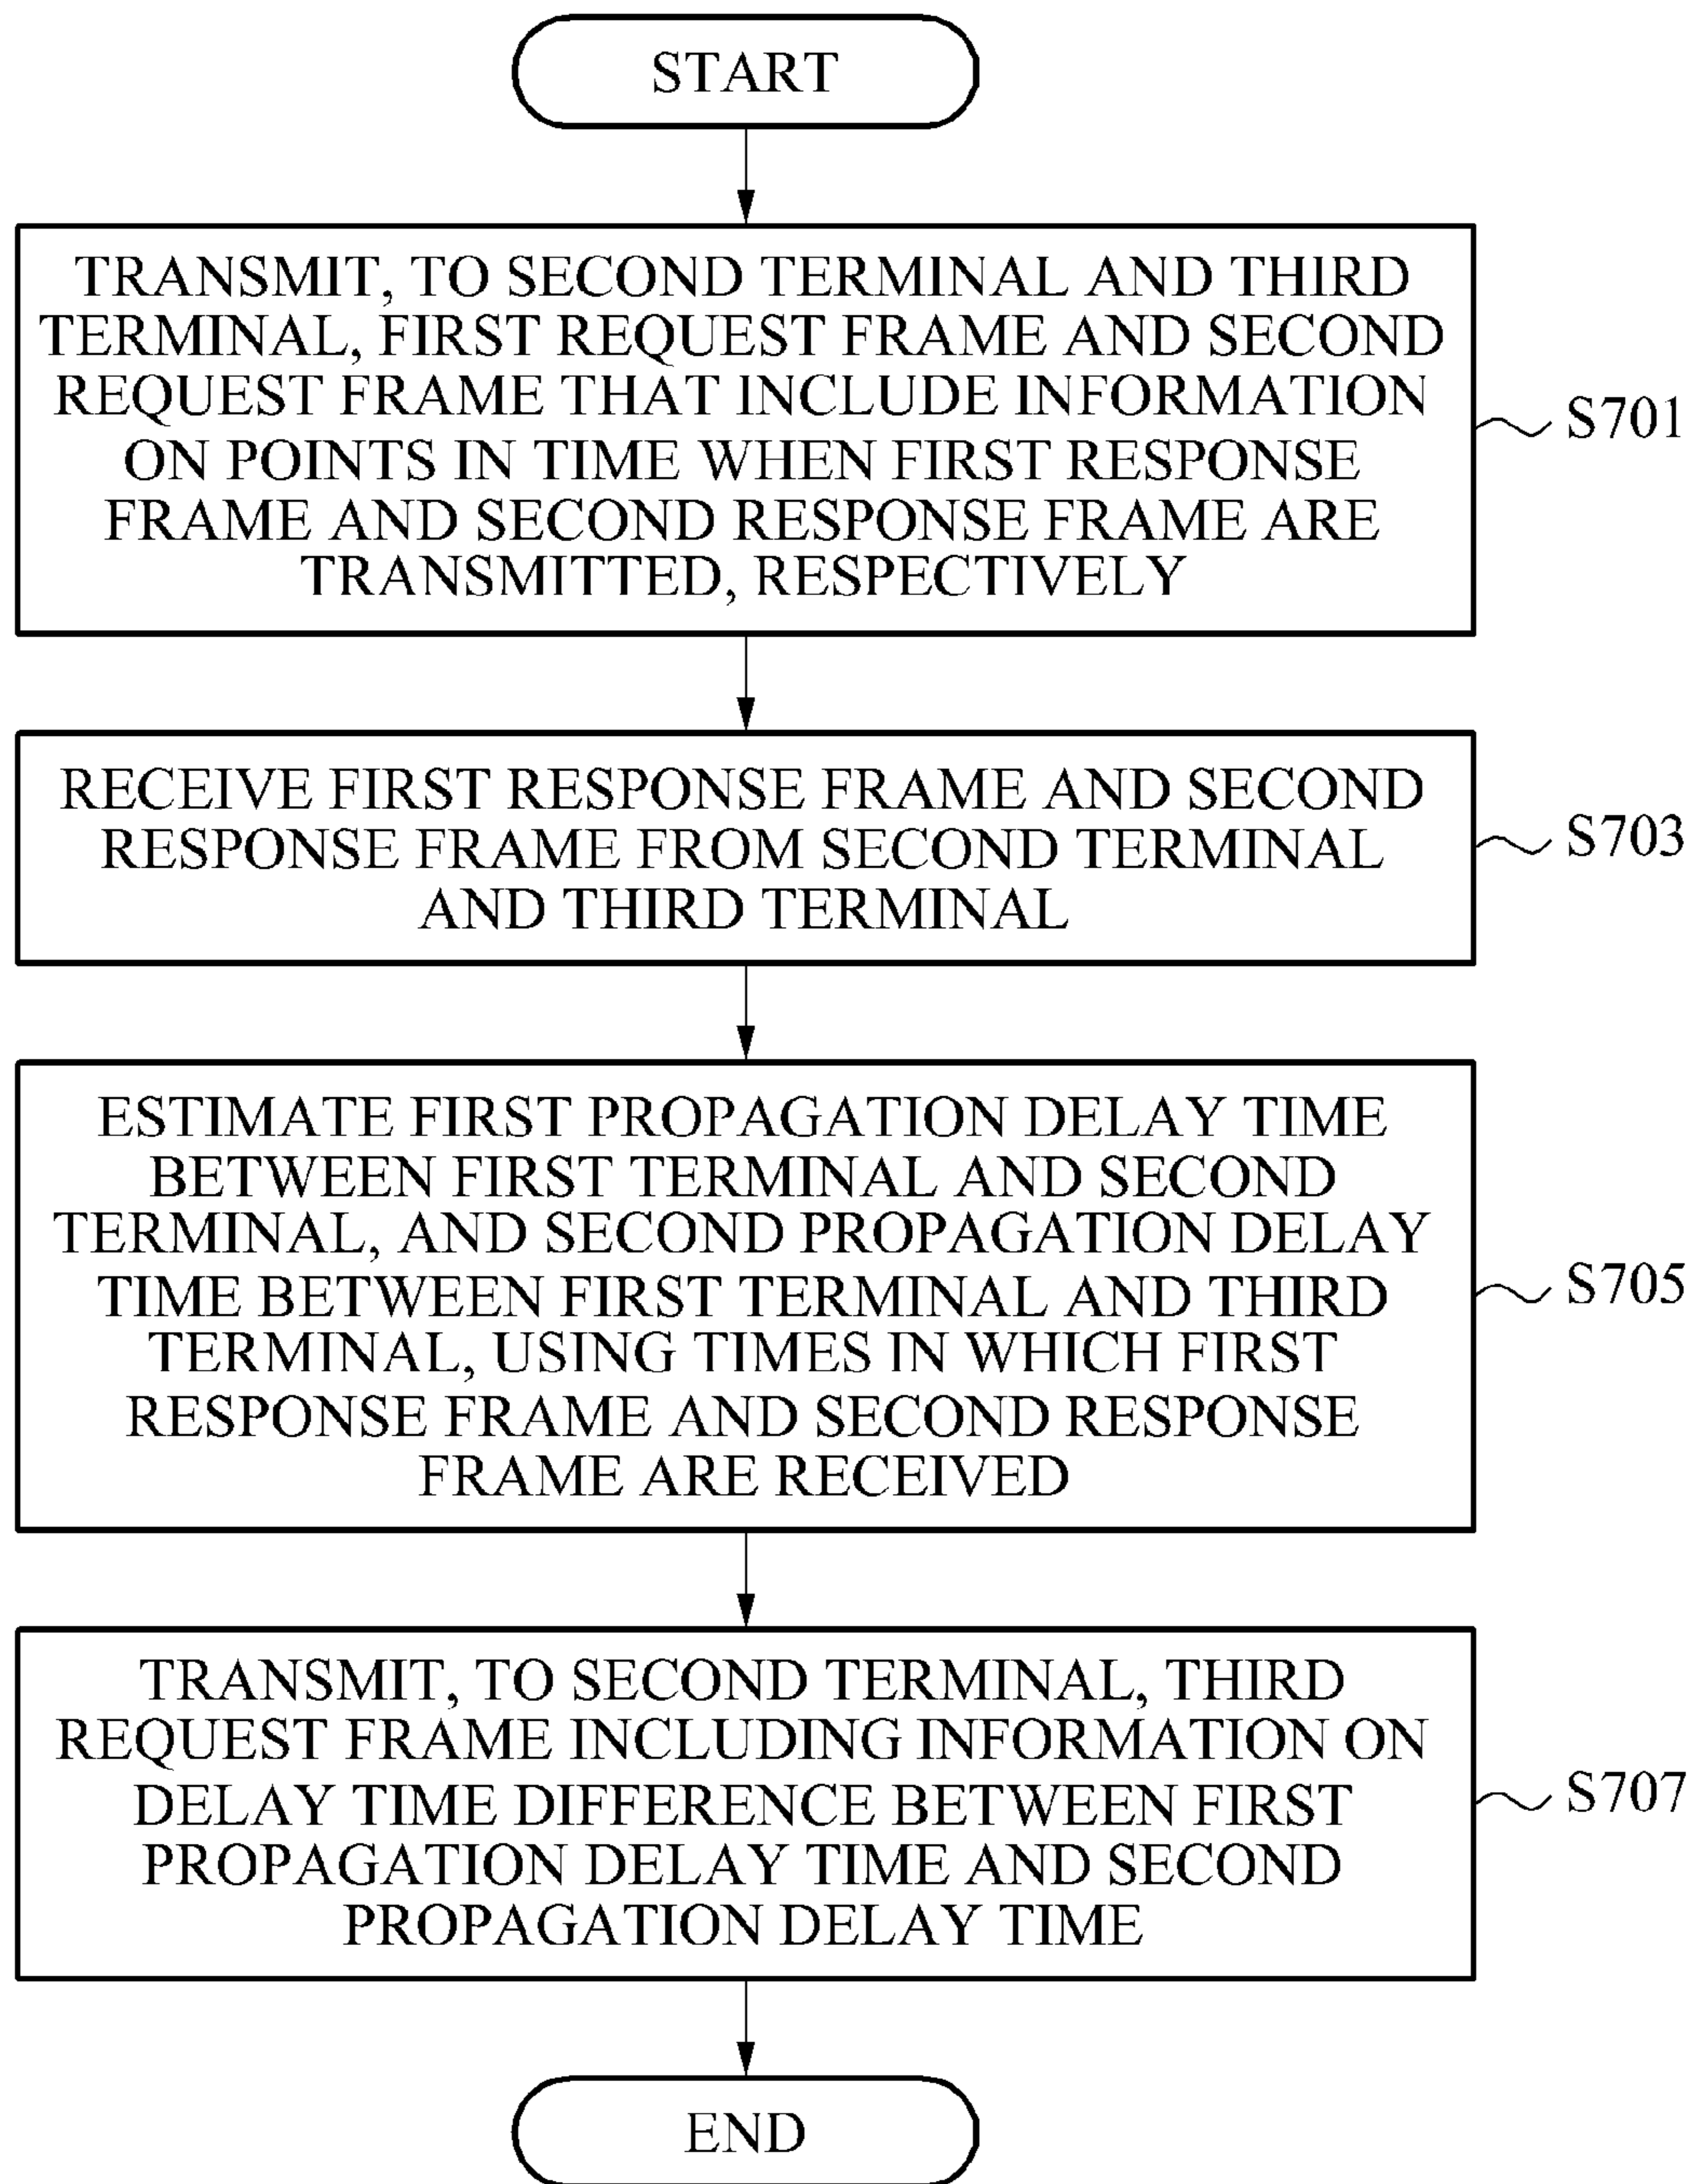 START
TRANSMIT, TO SECOND TERMINAL AND THIRD
TERMINAL, FIRST REQUEST FRAME AND SECOND
REQUEST FRAME THAT INCLUDE INFORMATION
ON POINTS IN TIME WHEN FIRST RESPONSE
FRAME AND SECOND RESPONSE FRAME ARE
TRANSMITTED, RESPECTIVELY
S701
RECEIVE FIRST RESPONSE FRAME AND SECOND
RESPONSE FRAME FROM SECOND TERMINAL
AND THIRD TERMINAL
S703
ESTIMATE FIRST PROPAGATION DELAY TIME
BETWEEN FIRST TERMINAL AND SECOND
TERMINAL, AND SECOND PROPAGATION DELAY
TIME BETWEEN FIRST TERMINAL AND THIRD
TERMINAL, USING TIMES IN WHICH FIRST
RESPONSE FRAME AND SECOND RESPONSE
FRAME ARE RECEIVED
S705
TRANSMIT, TO SECOND TERMINAL, THIRD
REQUEST FRAME INCLUDING INFORMATION ON
DELAY TIME DIFFERENCE BETWEEN FIRST
PROPAGATION DELAY TIME AND SECOND
PROPAGATION DELAY TIME
S707
END